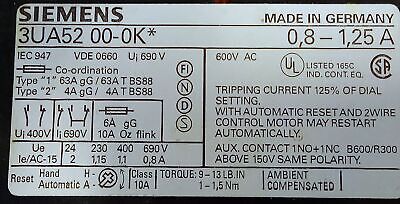 SIEMENS
MADE IN GERMANY
3UA52 00-0K*
0,8 – 1,25 A
IEC 947 VDE 0660 Ui 690 V
600V AC
Co-ordination
Type "1" 63A gG / 63A T BS88
Type "2" 4A gG / 4A T BS88
F
N
D
E
S
UL
LISTED 165C
IND. CONT. EQ.
SA
TRIPPING CURRENT 125% OF DIAL
SETTING.
WITH AUTOMATIC RESET AND 2WIRE
CONTROL MOTOR MAY RESTART
AUTOMATICALLY.
Ui 400V Ui 690V
6A gG
10A Oz flink
AUX. CONTACT 1NO+1NC B600/R300
ABOVE 150V SAME POLARITY.
Ue 24 230 400 690 V
Ie/AC-15 2 1,15 1,1 0,8 A
Reset Hand H
Automatic A
Class
10A
TORQUE: 9 – 13 LB.IN
1 – 1,5 Nm
AMBIENT
COMPENSATED